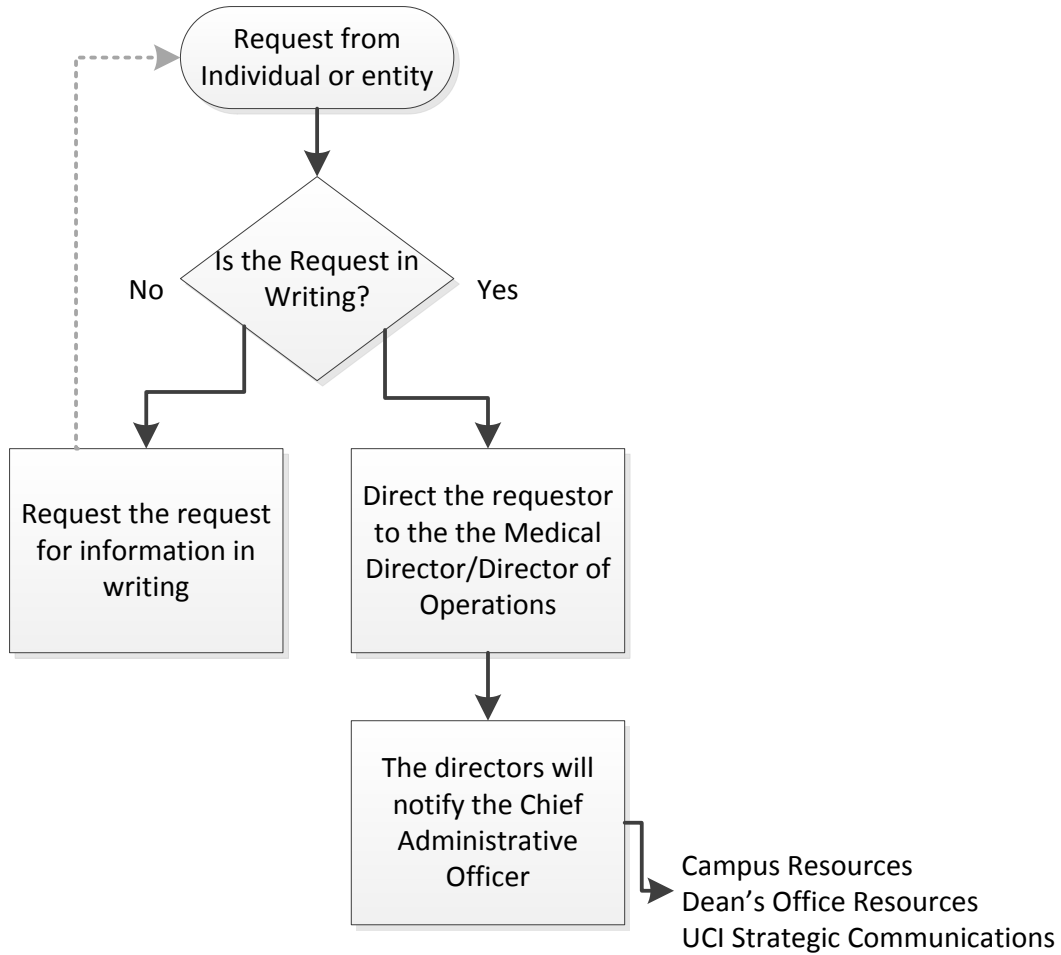 Request from
Individual or entity
Is the Request in
Writing?
No
Yes
Request the request
for information in
writing
Direct the requestor
to the the Medical
Director/Director of
Operations
The directors will
notify the Chief
Administrative
Officer
Campus Resources
Dean’s Office Resources
UCI Strategic Communications